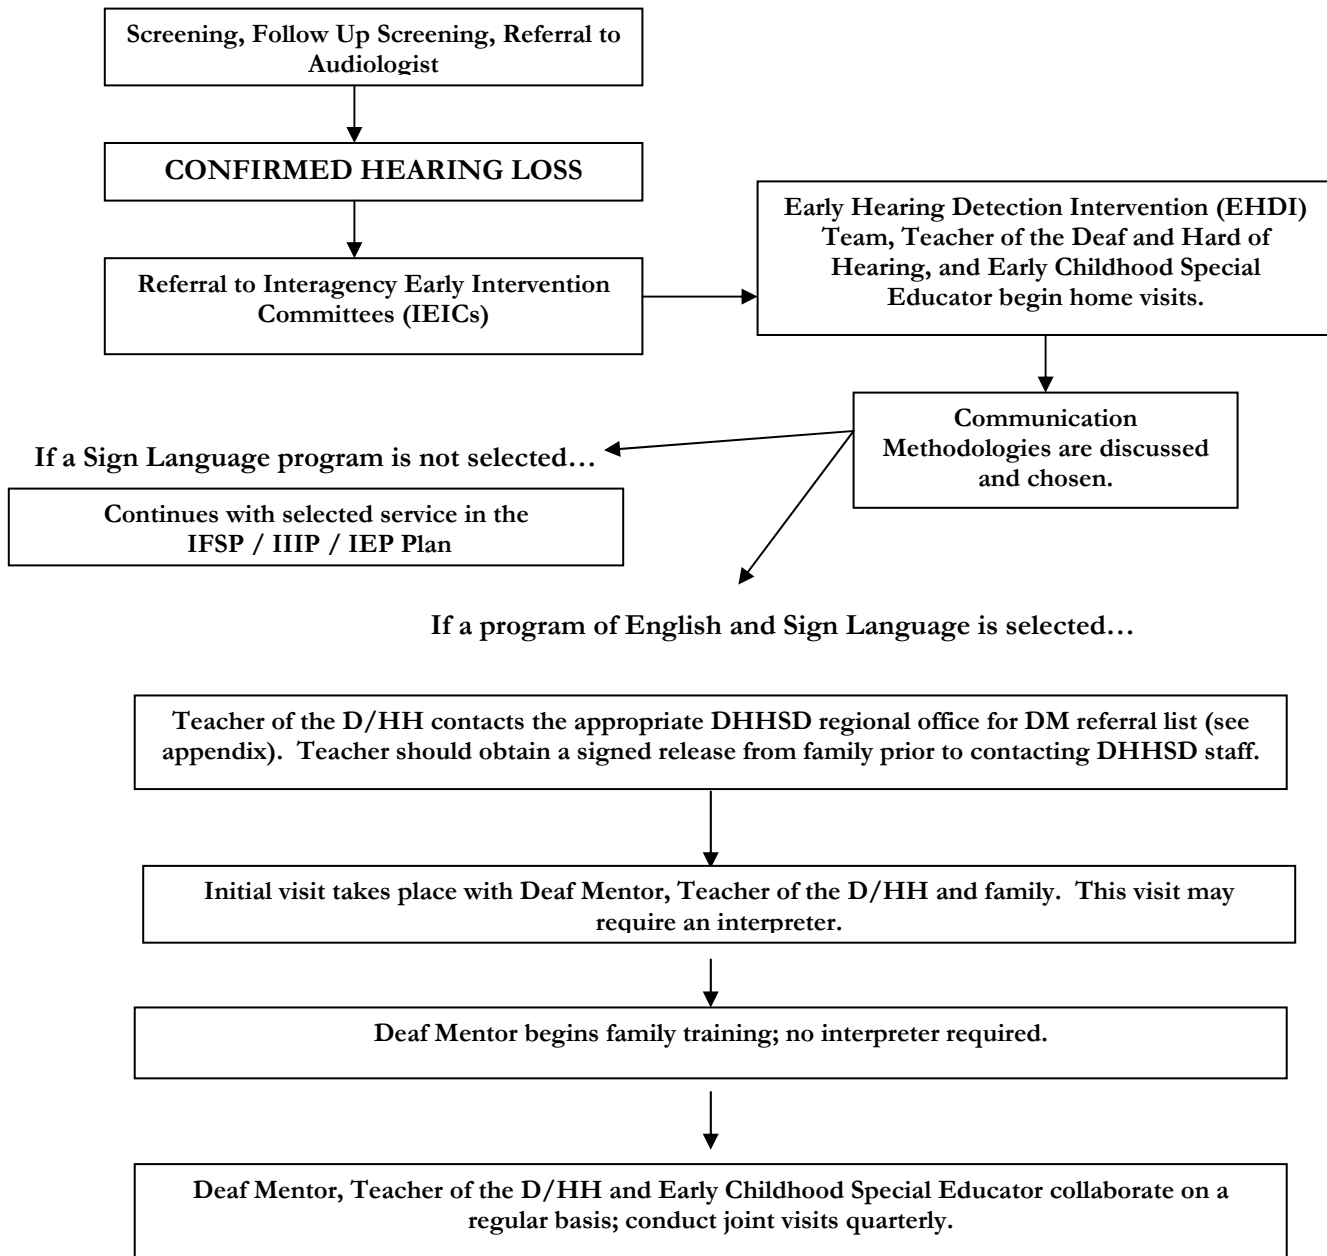 Screening, Follow Up Screening, Referral to
Audiologist
CONFIRMED HEARING LOSS
Referral to Interagency Early Intervention
Committees (IEICs)
Early Hearing Detection Intervention (EHDI)
Team, Teacher of the Deaf and Hard of
Hearing, and Early Childhood Special
Educator begin home visits.
Communication
Methodologies are discussed
and chosen.
If a Sign Language program is not selected…
Continues with selected service in the
IFSP / IIIP / IEP Plan
If a program of English and Sign Language is selected…
Teacher of the D/HH contacts the appropriate DHHSD regional office for DM referral list (see
appendix).  Teacher should obtain a signed release from family prior to contacting DHHSD staff.
Initial visit takes place with Deaf Mentor, Teacher of the D/HH and family.  This visit may
require an interpreter.
Deaf Mentor begins family training; no interpreter required.
Deaf Mentor, Teacher of the D/HH and Early Childhood Special Educator collaborate on a
regular basis; conduct joint visits quarterly.